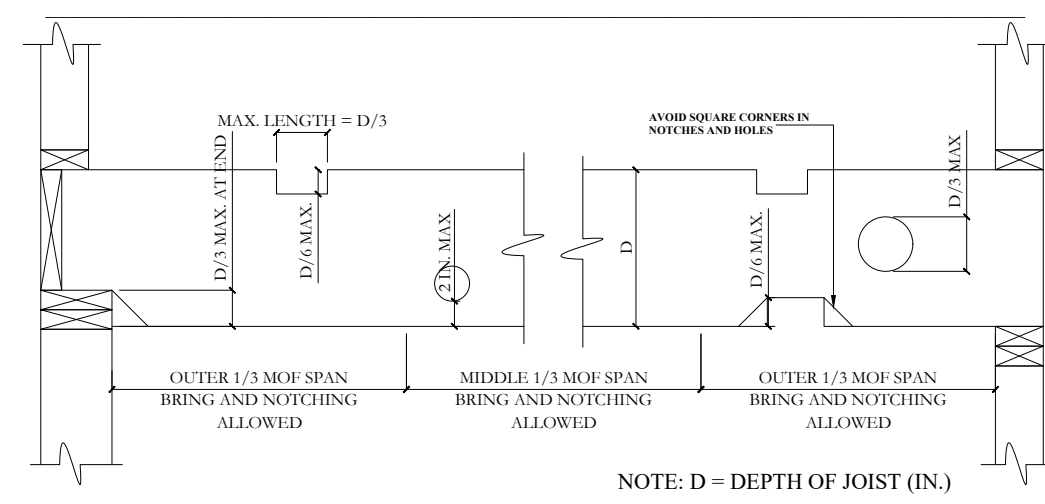 MAX. LENGTH = D/3
AVOID SQUARE CORNERS IN
NOTCHES AND HOLES
D/3 MAX. AT END
D/6 MAX.
2 IN. MAX
D
D/6 MAX.
D/3 MAX
OUTER 1/3 MOF SPAN
BRING AND NOTCHING
ALLOWED
MIDDLE 1/3 MOF SPAN
BRING AND NOTCHING
ALLOWED
OUTER 1/3 MOF SPAN
BRING AND NOTCHING
ALLOWED
NOTE: D = DEPTH OF JOIST (IN.)